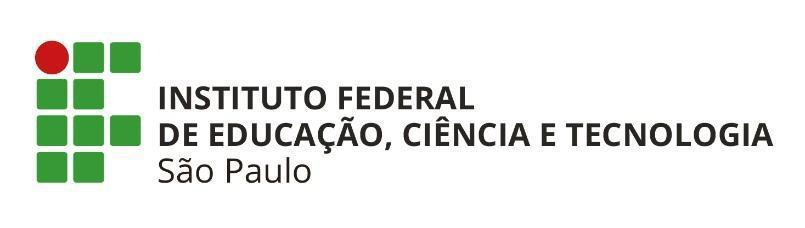 INSTITUTO FEDERAL
DE EDUCAÇÃO, CIÊNCIA E TECNOLOGIA
São Paulo